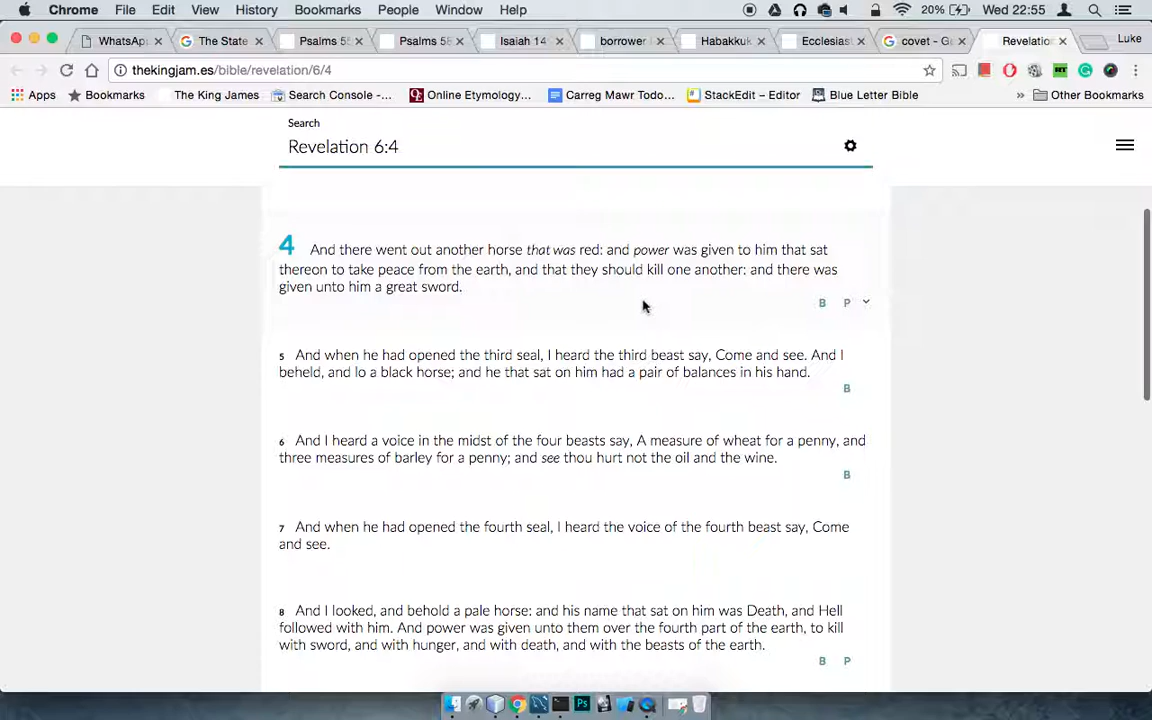 Chrome File Edit View History Bookmarks People Window Help 20% Wed 22:55
WhatsAp The State Psalms 55 Psalms 55 Isaiah 14 borrower Habakkuk Ecclesiast covet - G Revelation Luke
thekingjam.es/bible/revelation/6/4
Apps Bookmarks The King James Search Console -... Online Etymology... Carreg Mawr Todo... StackEdit – Editor Blue Letter Bible » Other Bookmarks
Search
Revelation 6:4
4 And there went out another horse that was red: and power was given to him that sat
thereon to take peace from the earth, and that they should kill one another: and there was
given unto him a great sword.
B P
5 And when he had opened the third seal, I heard the third beast say, Come and see. And I
beheld, and lo a black horse; and he that sat on him had a pair of balances in his hand.
B
6 And I heard a voice in the midst of the four beasts say, A measure of wheat for a penny, and
three measures of barley for a penny; and see thou hurt not the oil and the wine.
B
7 And when he had opened the fourth seal, I heard the voice of the fourth beast say, Come
and see.
8 And I looked, and behold a pale horse: and his name that sat on him was Death, and Hell
followed with him. And power was given unto them over the fourth part of the earth, to kill
with sword, and with hunger, and with death, and with the beasts of the earth.
B P
Ps